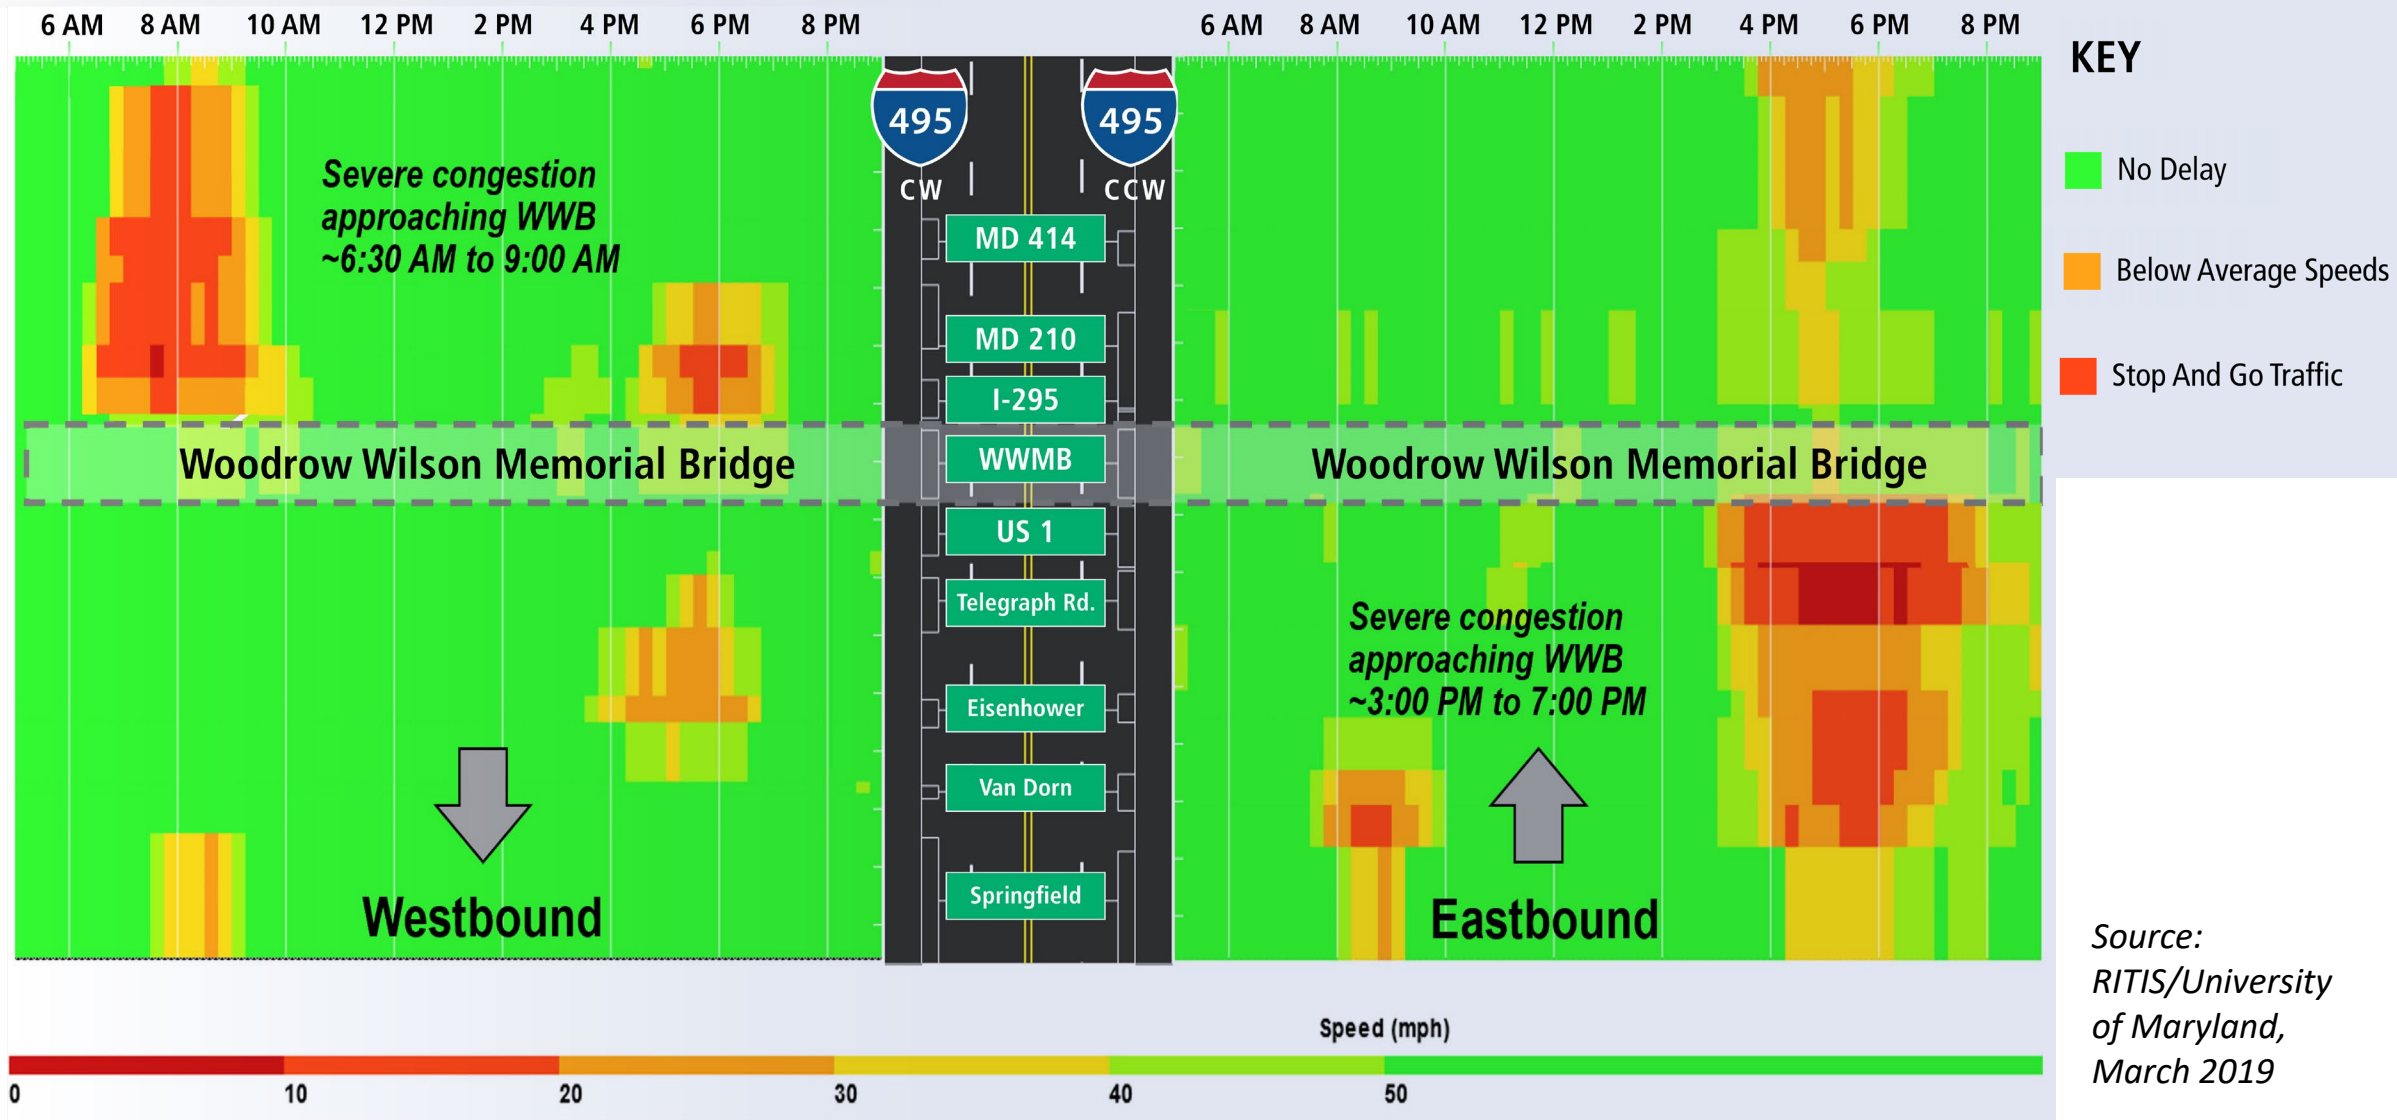 6 AM 8 AM 10 AM 12 PM 2 PM 4 PM 6 PM 8 PM
6 AM 8 AM 10 AM 12 PM 2 PM 4 PM 6 PM 8 PM
KEY
No Delay
Below Average Speeds
Stop And Go Traffic
Severe congestion
approaching WWB
~6:30 AM to 9:00 AM
495
CW
495
CCW
MD 414
MD 210
I-295
WWMB
US 1
Telegraph Rd.
Eisenhower
Van Dorn
Springfield
Woodrow Wilson Memorial Bridge
Woodrow Wilson Memorial Bridge
Severe congestion
approaching WWB
~3:00 PM to 7:00 PM
Westbound
Eastbound
Source:
RITIS/University
of Maryland,
March 2019
Speed (mph)
0 10 20 30 40 50